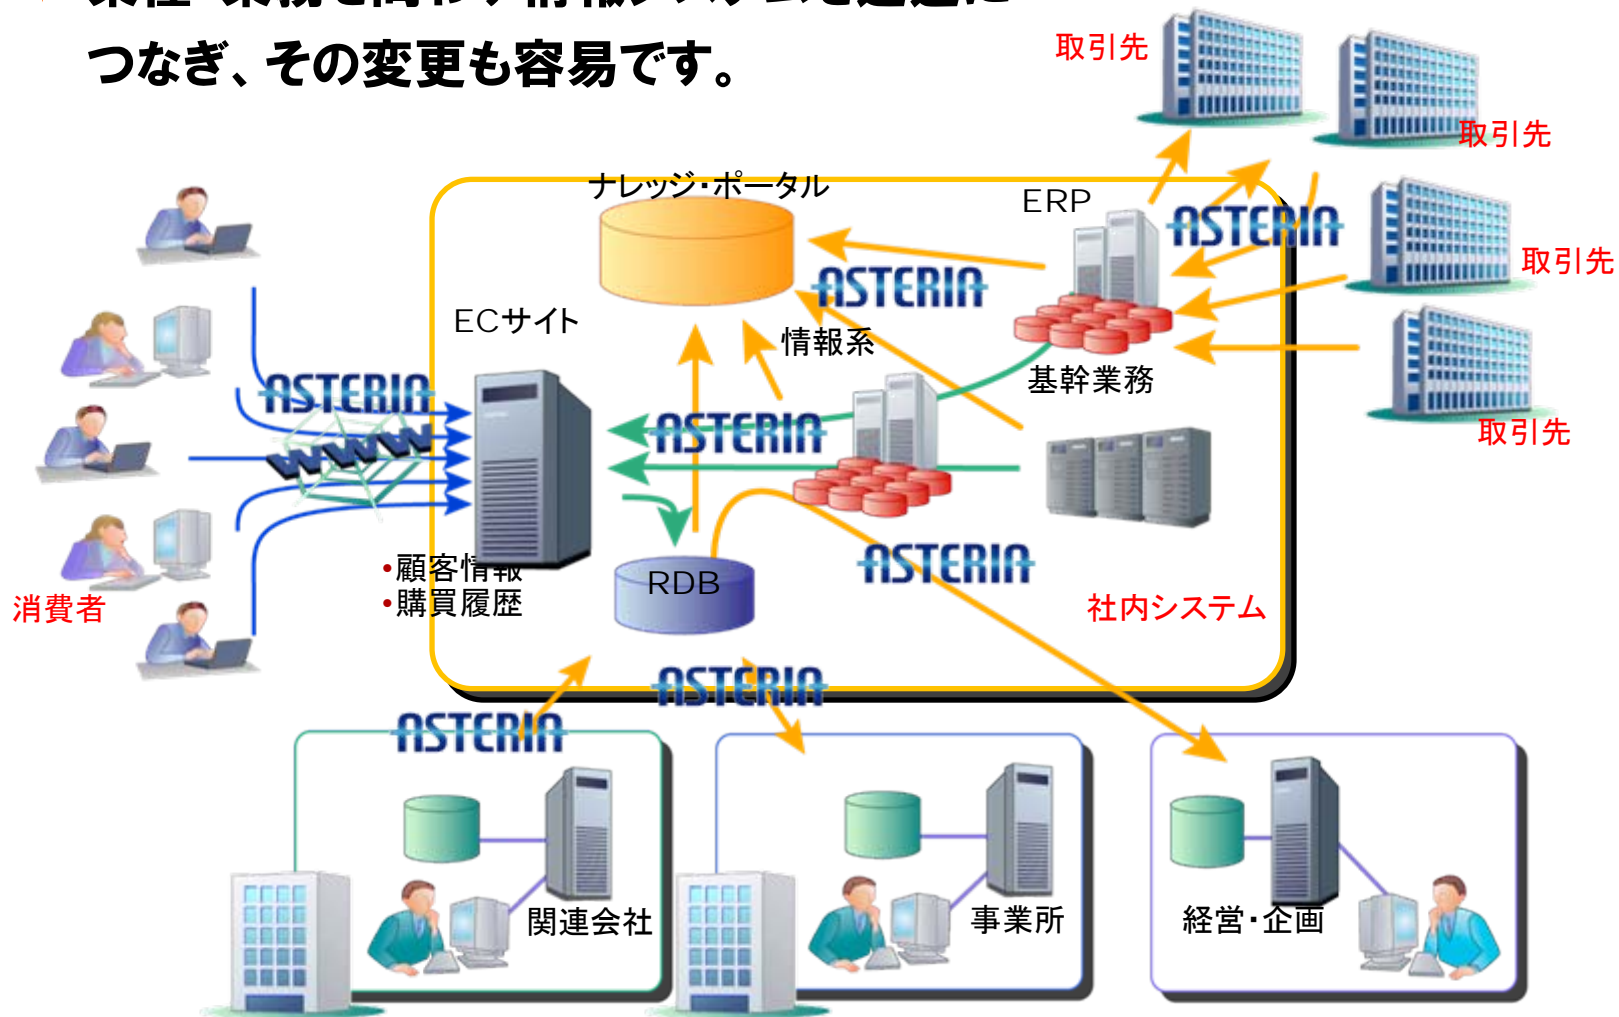 つなぎ、その変更も容易です。
取引先
取引先
ナレッジ・ポータル
ERP
ASTERIA
取引先
ASTERIA
ECサイト
情報系
基幹業務
ASTERIA
ASTERIA
WWW
取引先
ASTERIA
・顧客情報
RDB
・購買履歴
消費者
社内システム
ASTERIA
ASTERIA
関連会社
事業所
経営・企画